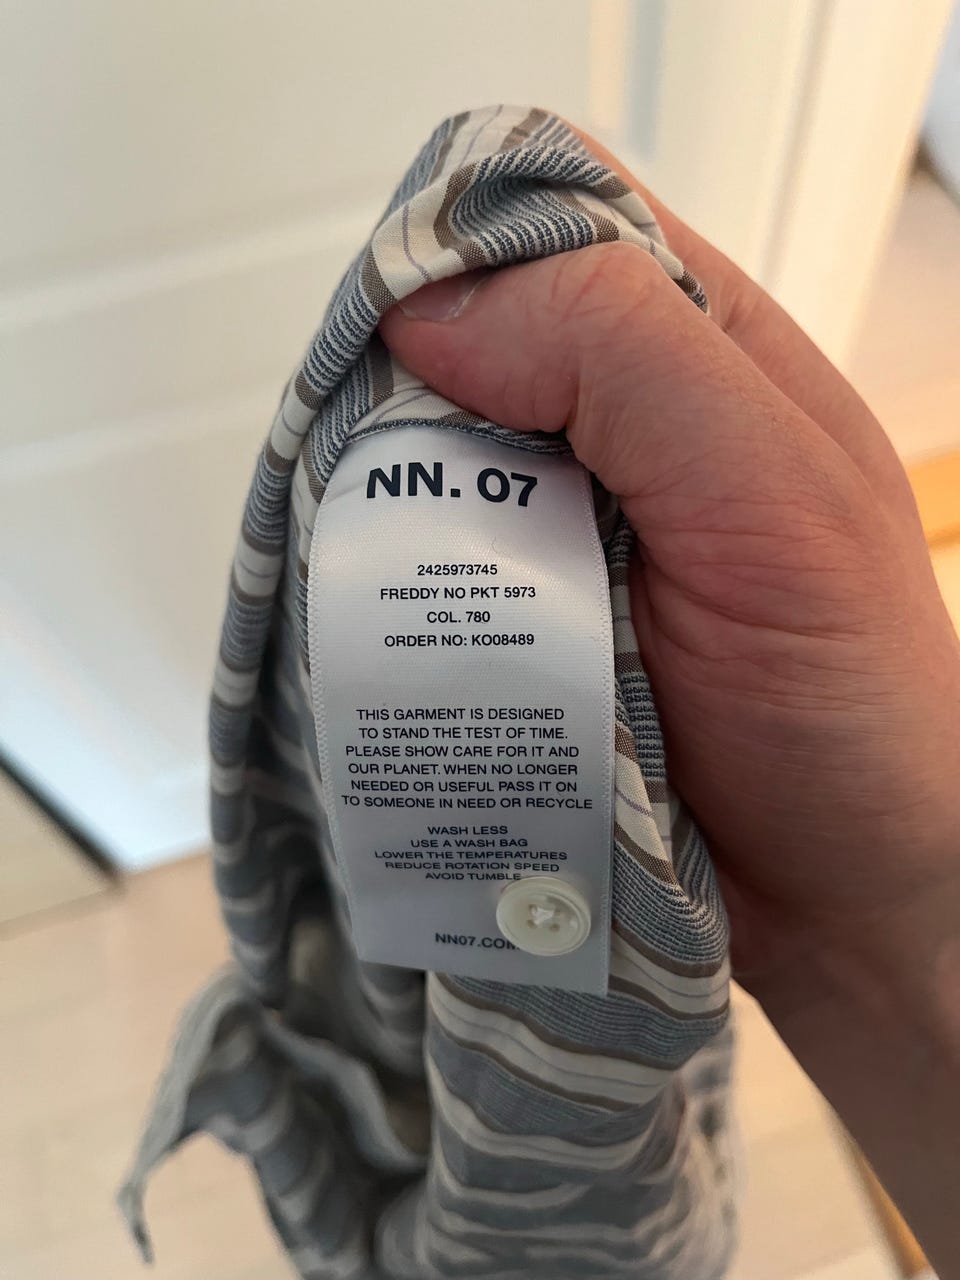 NN. 07
2425973745
FREDDY NO PKT 5973
COL. 780
ORDER NO: KO08489
THIS GARMENT IS DESIGNED
TO STAND THE TEST OF TIME.
PLEASE SHOW CARE FOR IT AND
OUR PLANET. WHEN NO LONGER
NEEDED OR USEFUL PASS IT ON
TO SOMEONE IN NEED OR RECYCLE
WASH LESS
USE A WASH BAG
LOWER THE TEMPERATURES
REDUCE ROTATION SPEED
AVOID TUMBLE
NN07.COM